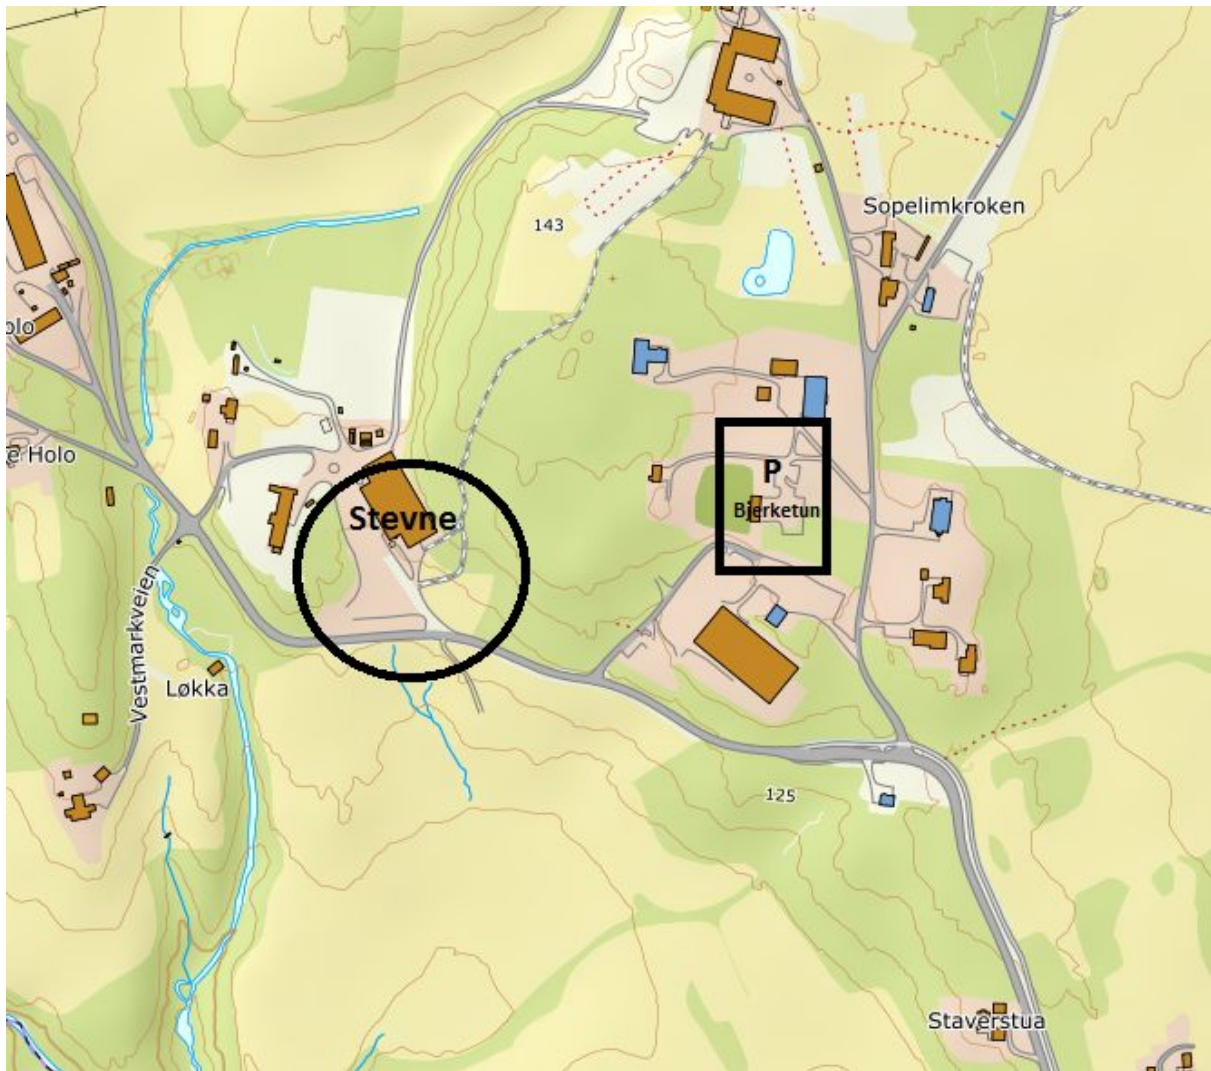 Sopelimkroken
143
olo
e Holo
P
Stevne
Bjerketun
Vestmarkveien
Løkka
125
Staverstua